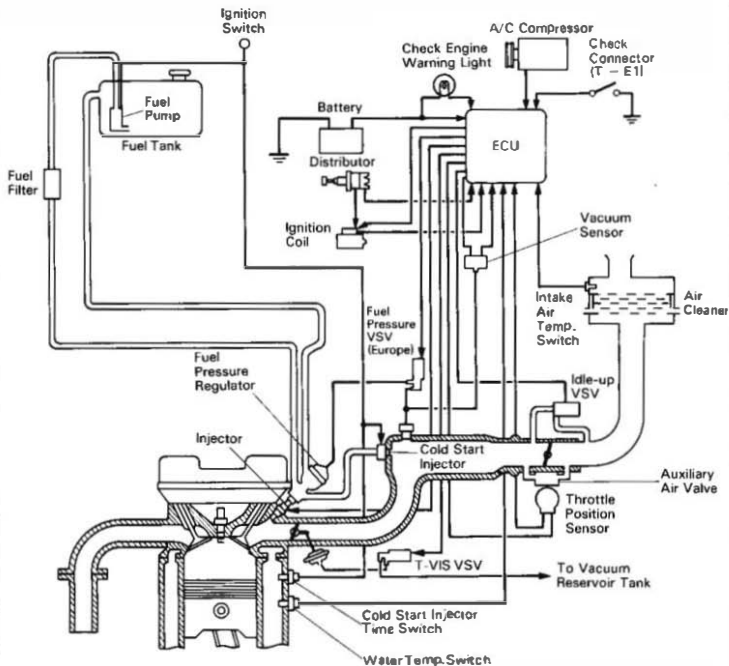 Ignition
Switch
A/C Compressor
Check Engine
Warning Light
Check
Connector
(T – E1)
Fuel
Pump
Battery
ECU
Fuel Tank
Distributor
Fuel
Filter
Ignition
Coil
Vacuum
Sensor
Intake
Air
Temp.
Switch
Air
Cleaner
Fuel
Pressure
VSV
(Europe)
Fuel
Pressure
Regulator
Idle-up
VSV
Injector
Cold Start
Injector
Auxiliary
Air Valve
Throttle
Position
Sensor
T-VIS VSV
To Vacuum
Reservoir Tank
Cold Start Injector
Time Switch
Water Temp. Switch